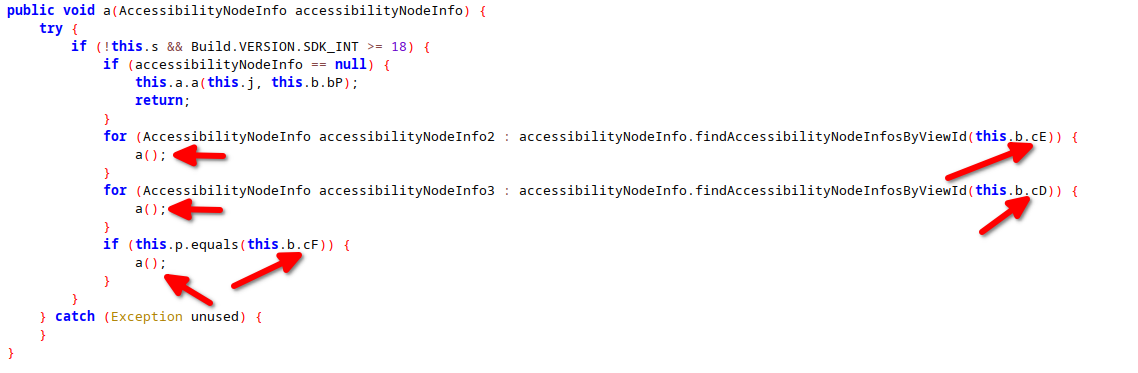 public void a(AccessibilityNodeInfo accessibilityNodeInfo) {
    try {
        if (!this.s && Build.VERSION.SDK_INT >= 18) {
            if (accessibilityNodeInfo == null) {
                this.a.a(this.j, this.b.bP);
                return;
            }
            for (AccessibilityNodeInfo accessibilityNodeInfo2 : accessibilityNodeInfo.findAccessibilityNodeInfosByViewId(this.b.cE)) {
                a();
            }
            for (AccessibilityNodeInfo accessibilityNodeInfo3 : accessibilityNodeInfo.findAccessibilityNodeInfosByViewId(this.b.cD)) {
                a();
            }
            if (this.p.equals(this.b.cF)) {
                a();
            }
        }
    } catch (Exception unused) {
    }
}